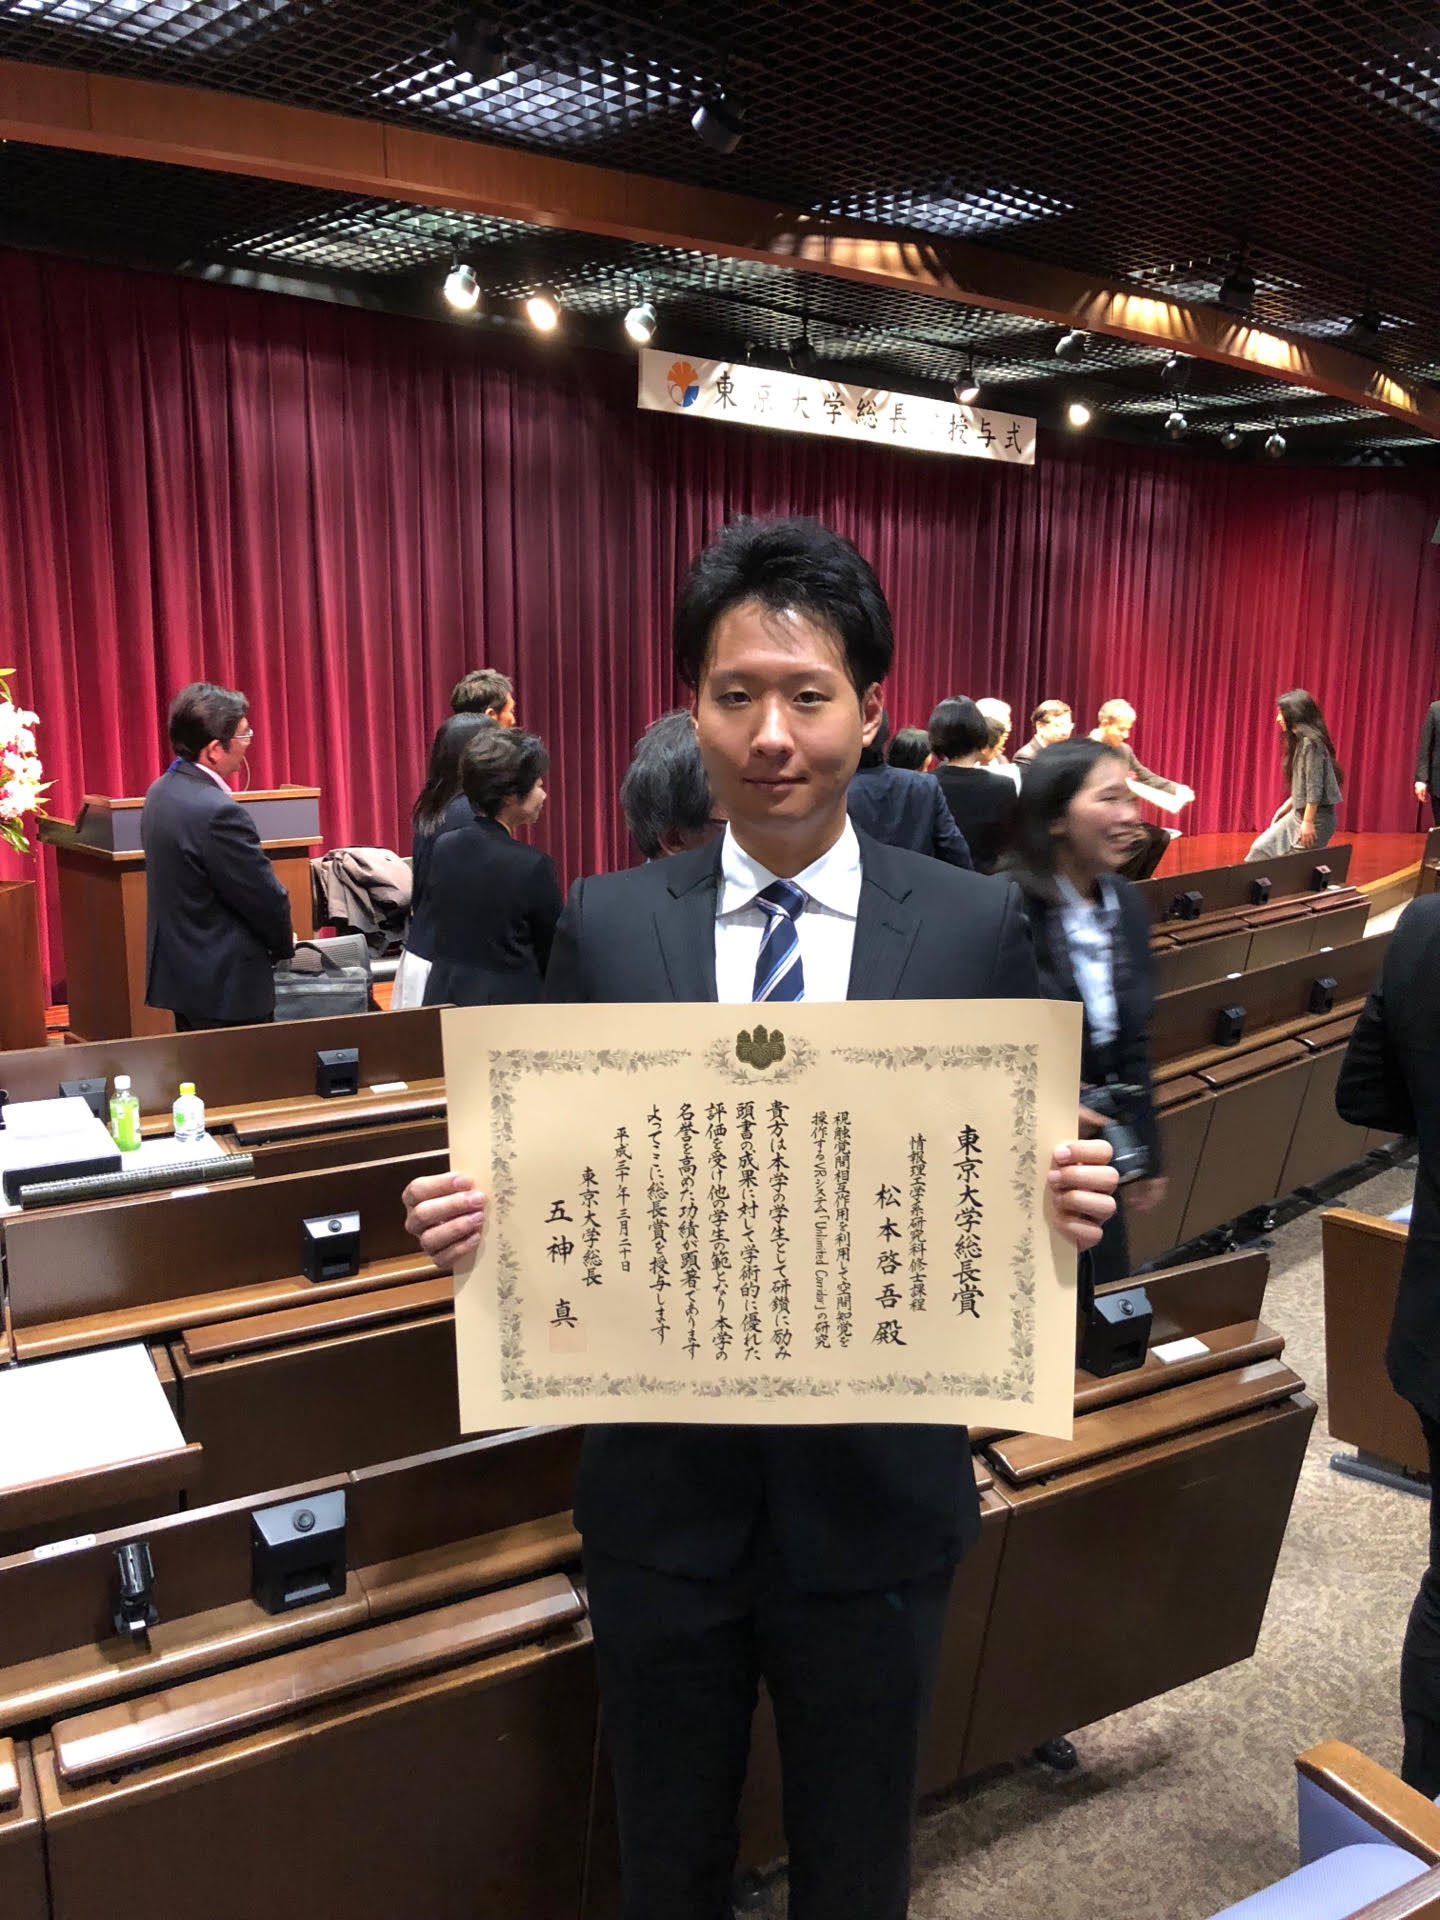 東京大学総長 授与式
東京大学総長賞
情報理工学系研究科修士課程
松本啓吾殿
視触覚間相互作用を利用して空間知覚を
操作するVRシステム「Unlimited Corridor」の研究
貴方は本学の学生として研鑽に励み
頭書の成果に対して学術的に優れた
評価を受け他の学生の範となり本学の
名誉を高めた功績が顕著であります
よってここに総長賞を授与します
平成三十年三月二十日
東京大学総長
五神 真